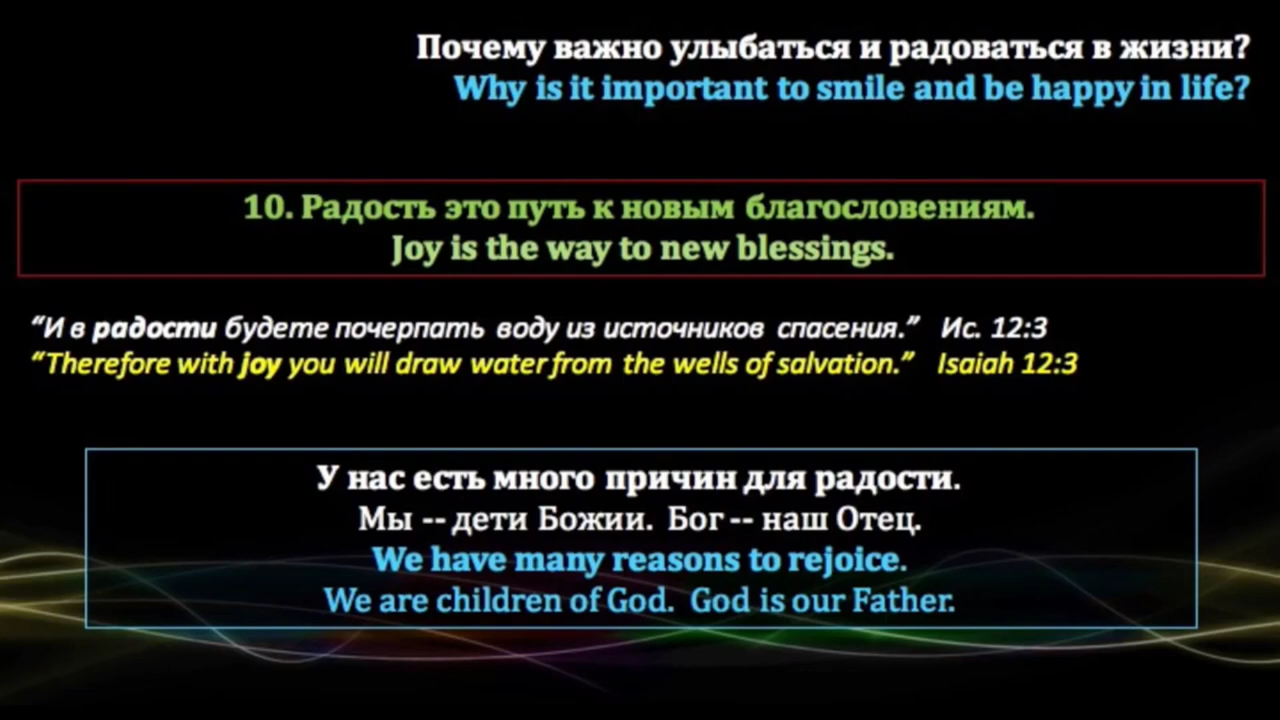 Почему важно улыбаться и радоваться в жизни?
Why is it important to smile and be happy in life?
10. Радость это путь к новым благословениям.
Joy is the way to new blessings.
“И в радости будете почерпать воду из источников спасения.” Ис. 12:3
“Therefore with joy you will draw water from the wells of salvation.” Isaiah 12:3
У нас есть много причин для радости.
Мы -- дети Божии. Бог -- наш Отец.
We have many reasons to rejoice.
We are children of God. God is our Father.